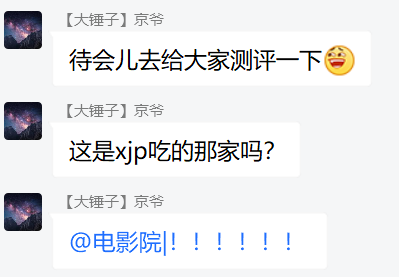 【大锤子】京爷
待会儿去给大家测评一下
【大锤子】京爷
这是xjp吃的那家吗？
【大锤子】京爷
@电影院|！！！！！！